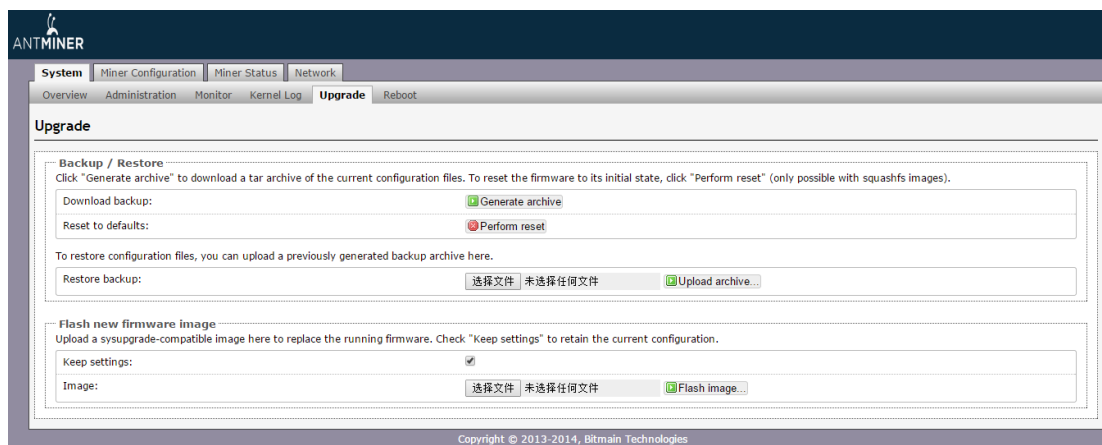 ANTMINER
System Miner Configuration Miner Status Network
Overview Administration Monitor Kernel Log Upgrade Reboot
Upgrade
Backup / Restore
Click "Generate archive" to download a tar archive of the current configuration files. To reset the firmware to its initial state, click "Perform reset" (only possible with squashfs images).
Download backup: Generate archive
Reset to defaults: Perform reset
To restore configuration files, you can upload a previously generated backup archive here.
Restore backup: 选择文件 未选择任何文件 Upload archive...
Flash new firmware image
Upload a sysupgrade-compatible image here to replace the running firmware. Check "Keep settings" to retain the current configuration.
Keep settings:
Image: 选择文件 未选择任何文件 Flash image...
Copyright © 2013-2014, Bitmain Technologies